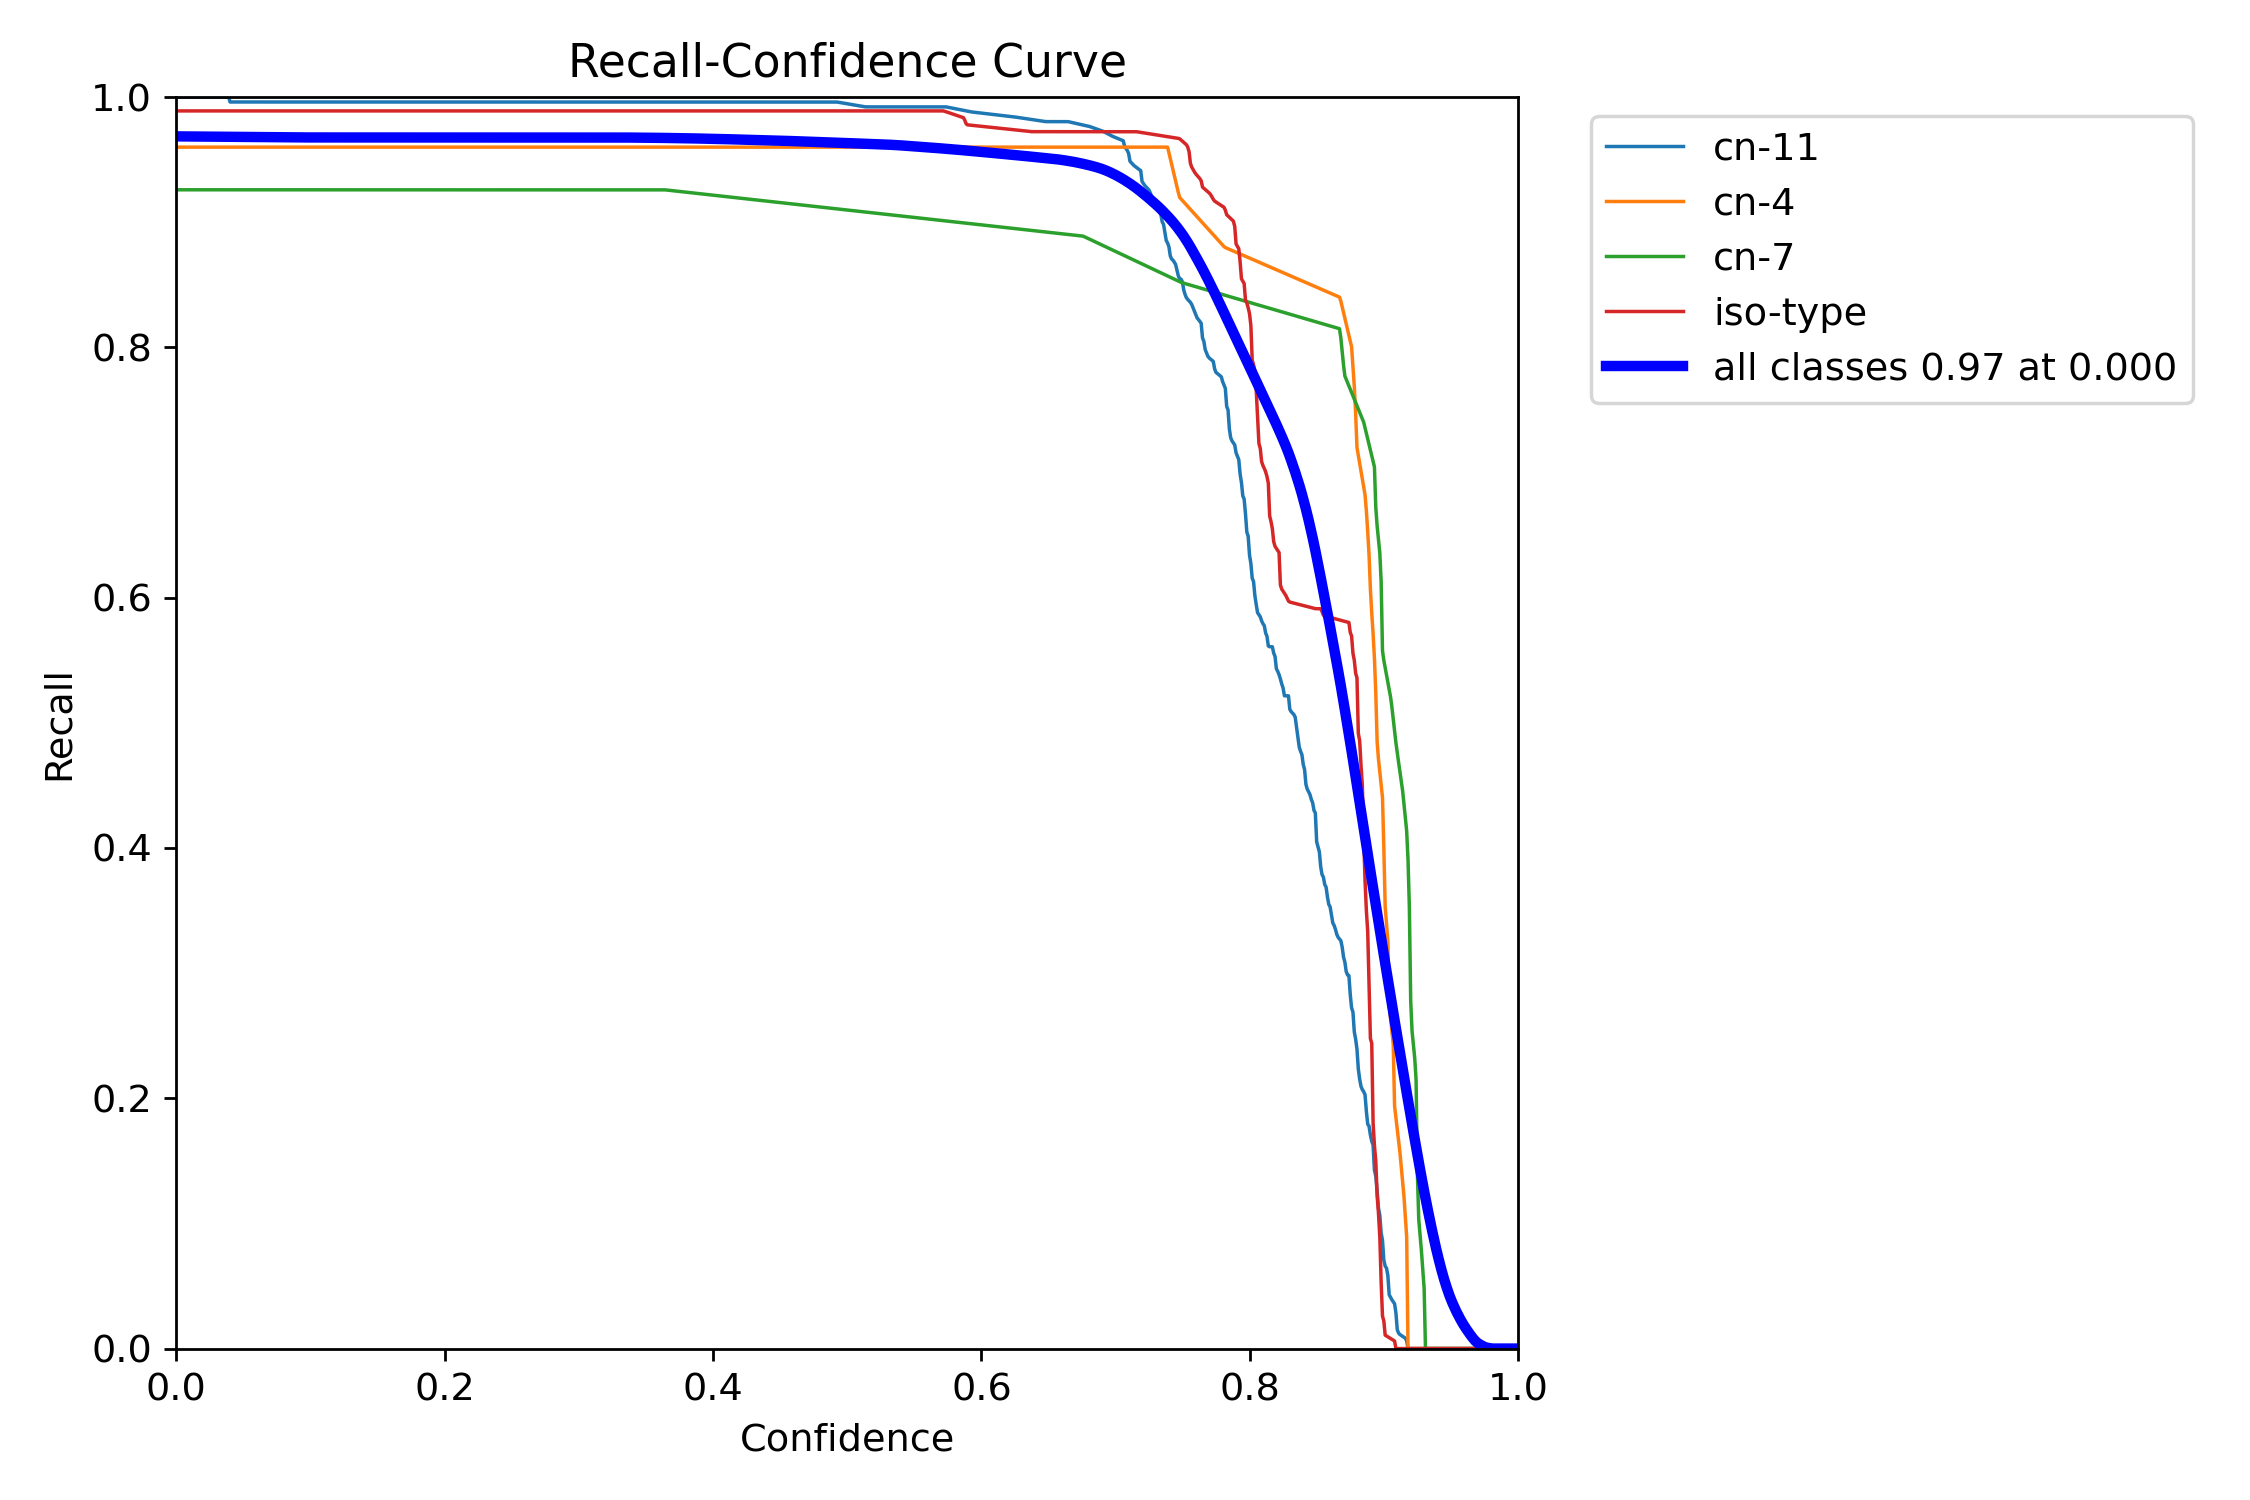 Recall-Confidence Curve
1.0
0.8
0.6
0.4
0.2
0.0
Recall
0.0 0.2 0.4 0.6 0.8 1.0
Confidence
cn-11
cn-4
cn-7
iso-type
all classes 0.97 at 0.000